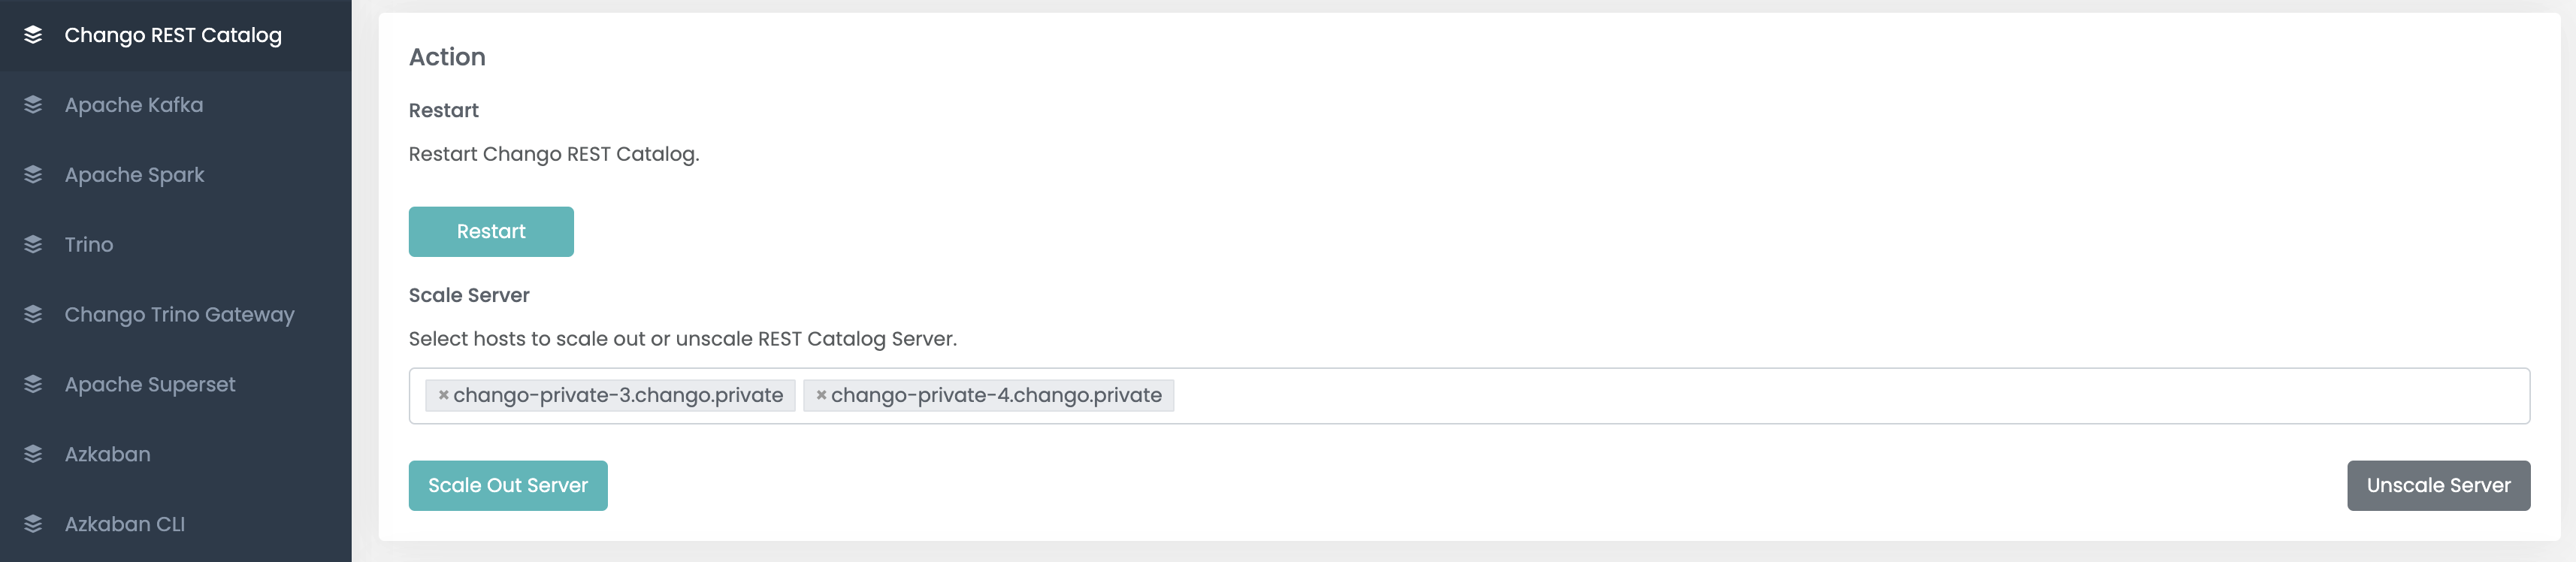 Chango REST Catalog
Apache Kafka
Apache Spark
Trino
Chango Trino Gateway
Apache Superset
Azkaban
Azkaban CLI
Action
Restart
Restart Chango REST Catalog.
Restart
Scale Server
Select hosts to scale out or unscale REST Catalog Server.
× chango-private-3.chango.private × chango-private-4.chango.private
Scale Out Server Unscale Server